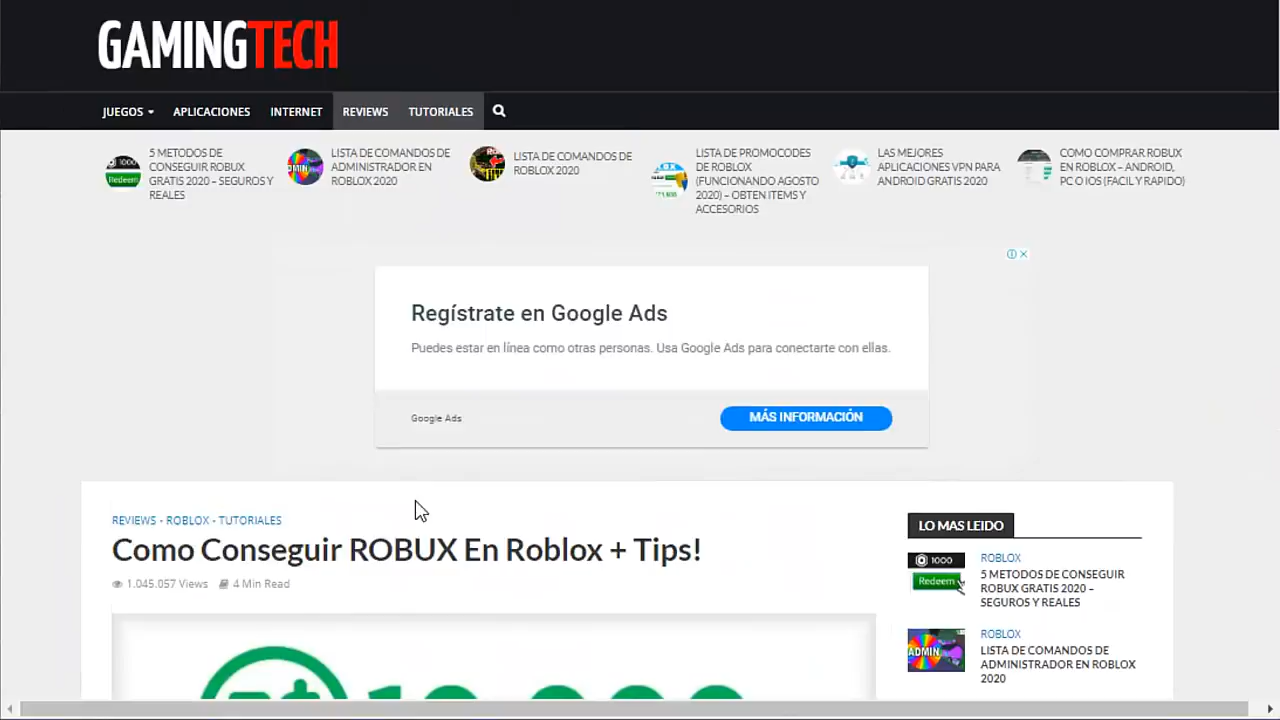 GAMINGTECH
JUEGOS
APLICACIONES
INTERNET
REVIEWS
TUTORIALES
1000
Redeem
5 METODOS DE
CONSEGUIR ROBUX
GRATIS 2020 – SEGUROS Y
REALES
ADMIN
LISTA DE COMANDOS DE
ADMINISTRADOR EN
ROBLOX 2020
LISTA DE COMANDOS DE
ROBLOX 2020
LISTA DE PROMOCODES
DE ROBLOX
(FUNCIONANDO AGOSTO
2020) – OBTEN ITEMS Y
ACCESORIOS
LAS MEJORES
APLICACIONES VPN PARA
ANDROID GRATIS 2020
COMO COMPRAR ROBUX
EN ROBLOX – ANDROID,
PC O IOS (FACIL Y RAPIDO)
Regístrate en Google Ads
Puedes estar en línea como otras personas. Usa Google Ads para conectarte con ellas.
Google Ads
MÁS INFORMACIÓN
REVIEWS • ROBLOX • TUTORIALES
Como Conseguir ROBUX En Roblox + Tips!
1.045.057 Views
4 Min Read
LO MAS LEIDO
1000
Redeem
ROBLOX
5 METODOS DE CONSEGUIR
ROBUX GRATIS 2020 –
SEGUROS Y REALES
ADMIN
ROBLOX
LISTA DE COMANDOS DE
ADMINISTRADOR EN ROBLOX
2020